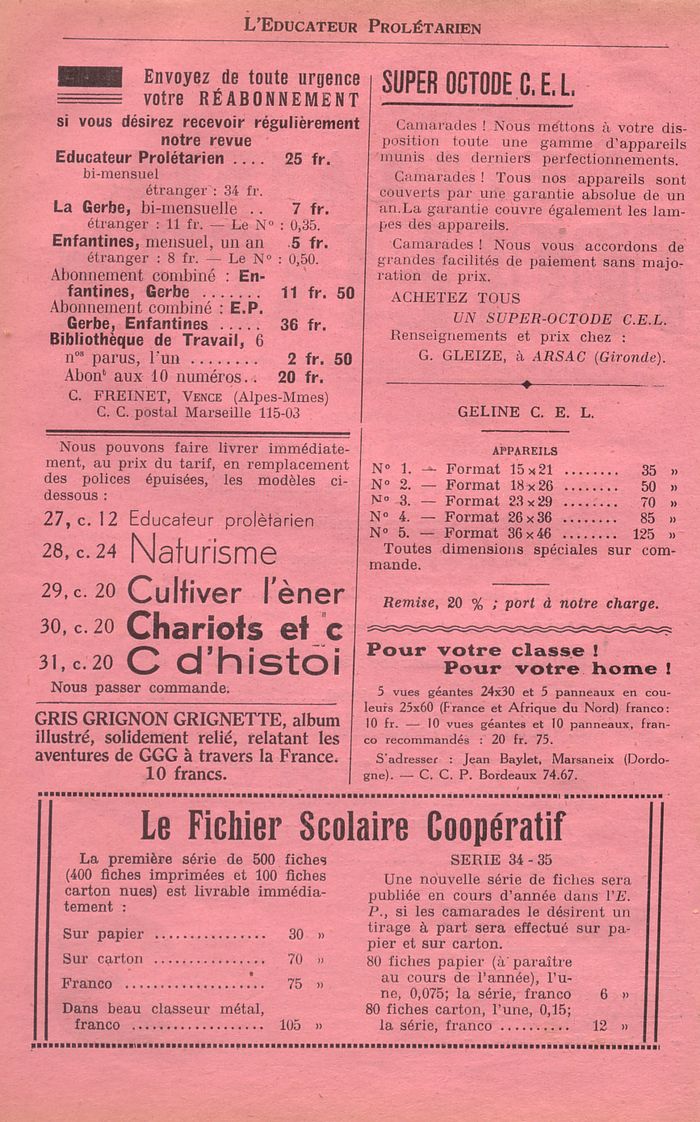 L'Educateur Prolétarien
Envoyez de toute urgence
votre RÉABONNEMENT
si vous désirez recevoir régulièrement
notre revue
Educateur Prolétarien .... 25 fr.
bi-mensuel
étranger : 34 fr.
La Gerbe, bi-mensuelle .. 7 fr.
étranger : 11 fr. — Le N° : 0,35.
Enfantines, mensuel, un an 5 fr.
étranger : 8 fr. — Le N° : 0,50.
Abonnement combiné : En-
fantines, Gerbe ....... 11 fr. 50
Abonnement combiné : E.P.
Gerbe, Enfantines ..... 36 fr.
Bibliothèque de Travail, 6
nos parus, l'un ........ 2 fr. 50
Abont aux 10 numéros.. 20 fr.
C. FREINET, VENCE (Alpes-Mmes)
C. C. postal Marseille 115-03
Nous pouvons faire livrer immédiate-
ment, au prix du tarif, en remplacement
des polices épuisées, les modèles ci-
dessous :
27, c. 12 Educateur prolètarien
28, c. 24 Naturisme
29, c. 20 Cultiver l'èner
30, c. 20 Chariots et c
31, c. 20 C d'histoi
Nous passer commande.
GRIS GRIGNON GRIGNETTE, album
illustré, solidement relié, relatant les
aventures de GGG à travers la France.
10 francs.
SUPER OCTODE C. E. L.
Camarades ! Nous mettons à votre dis-
position toute une gamme d'appareils
munis des derniers perfectionnements.
Camarades ! Tous nos appareils sont
couverts par une garantie absolue de un
an.La garantie couvre également les lam-
pes des appareils.
Camarades ! Nous vous accordons de
grandes facilités de paiement sans majo-
ration de prix.
ACHETEZ TOUS
UN SUPER-OCTODE C.E.L.
Renseignements et prix chez :
G. GLEIZE, à ARSAC (Gironde).
GELINE C. E. L.
APPAREILS
N° 1. — Format 15×21 ........ 35 »
N° 2. — Format 18×26 ........ 50 »
N° 3. — Format 23×29 ........ 70 »
N° 4. — Format 26×36 ........ 85 »
N° 5. — Format 36×46 ........ 125 »
Toutes dimensions spéciales sur com-
mande.
Remise, 20 % ; port à notre charge.
Pour votre classe !
Pour votre home !
5 vues géantes 24x30 et 5 panneaux en cou-
leurs 25x60 (France et Afrique du Nord) franco:
10 fr. — 10 vues géantes et 10 panneaux, fran-
co recommandés : 20 fr. 75.
S'adresser : Jean Baylet, Marsaneix (Dordo-
gne). — C. C. P. Bordeaux 74.67.
Le Fichier Scolaire Coopératif
La première série de 500 fiches
(400 fiches imprimées et 100 fiches
carton nues) est livrable immédia-
tement :
Sur papier ................ 30 »
Sur carton ................ 70 »
Franco .................... 75 »
Dans beau classeur métal,
franco ................... 105 »
SERIE 34 - 35
Une nouvelle série de fiches sera
publiée en cours d'année dans l'E.
P., si les camarades le désirent un
tirage à part sera effectué sur pa-
pier et sur carton.
80 fiches papier (à paraître
au cours de l'année), l'u-
ne, 0,075; la série, franco 6 »
80 fiches carton, l'une, 0,15;
la série, franco .......... 12 »